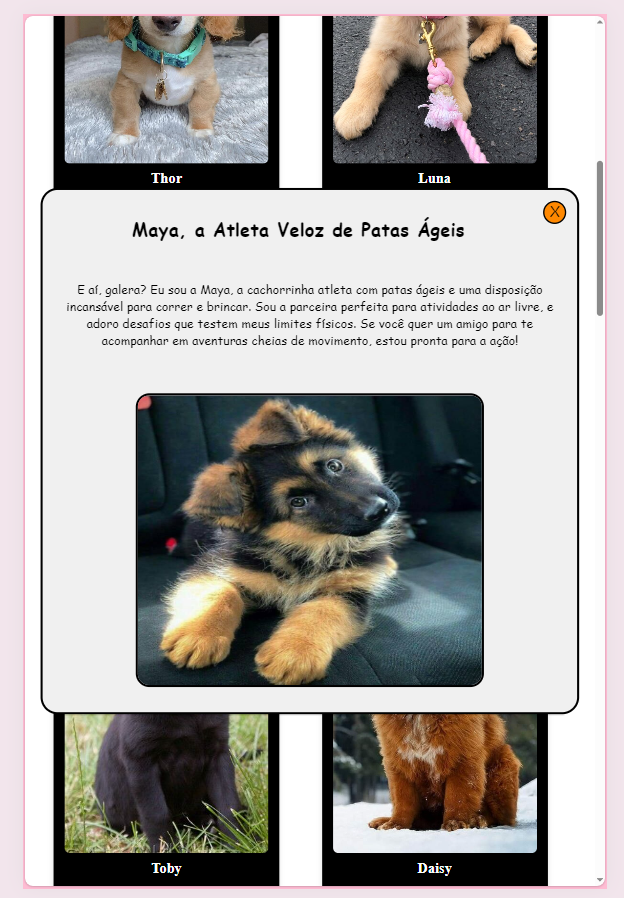 Thor
Luna
X
Maya, a Atleta Veloz de Patas Ágeis
E aí, galera? Eu sou a Maya, a cachorrinha atleta com patas ágeis e uma disposição
incansável para correr e brincar. Sou a parceira perfeita para atividades ao ar livre, e
adoro desafios que testem meus limites físicos. Se você quer um amigo para te
acompanhar em aventuras cheias de movimento, estou pronta para a ação!
Toby
Daisy